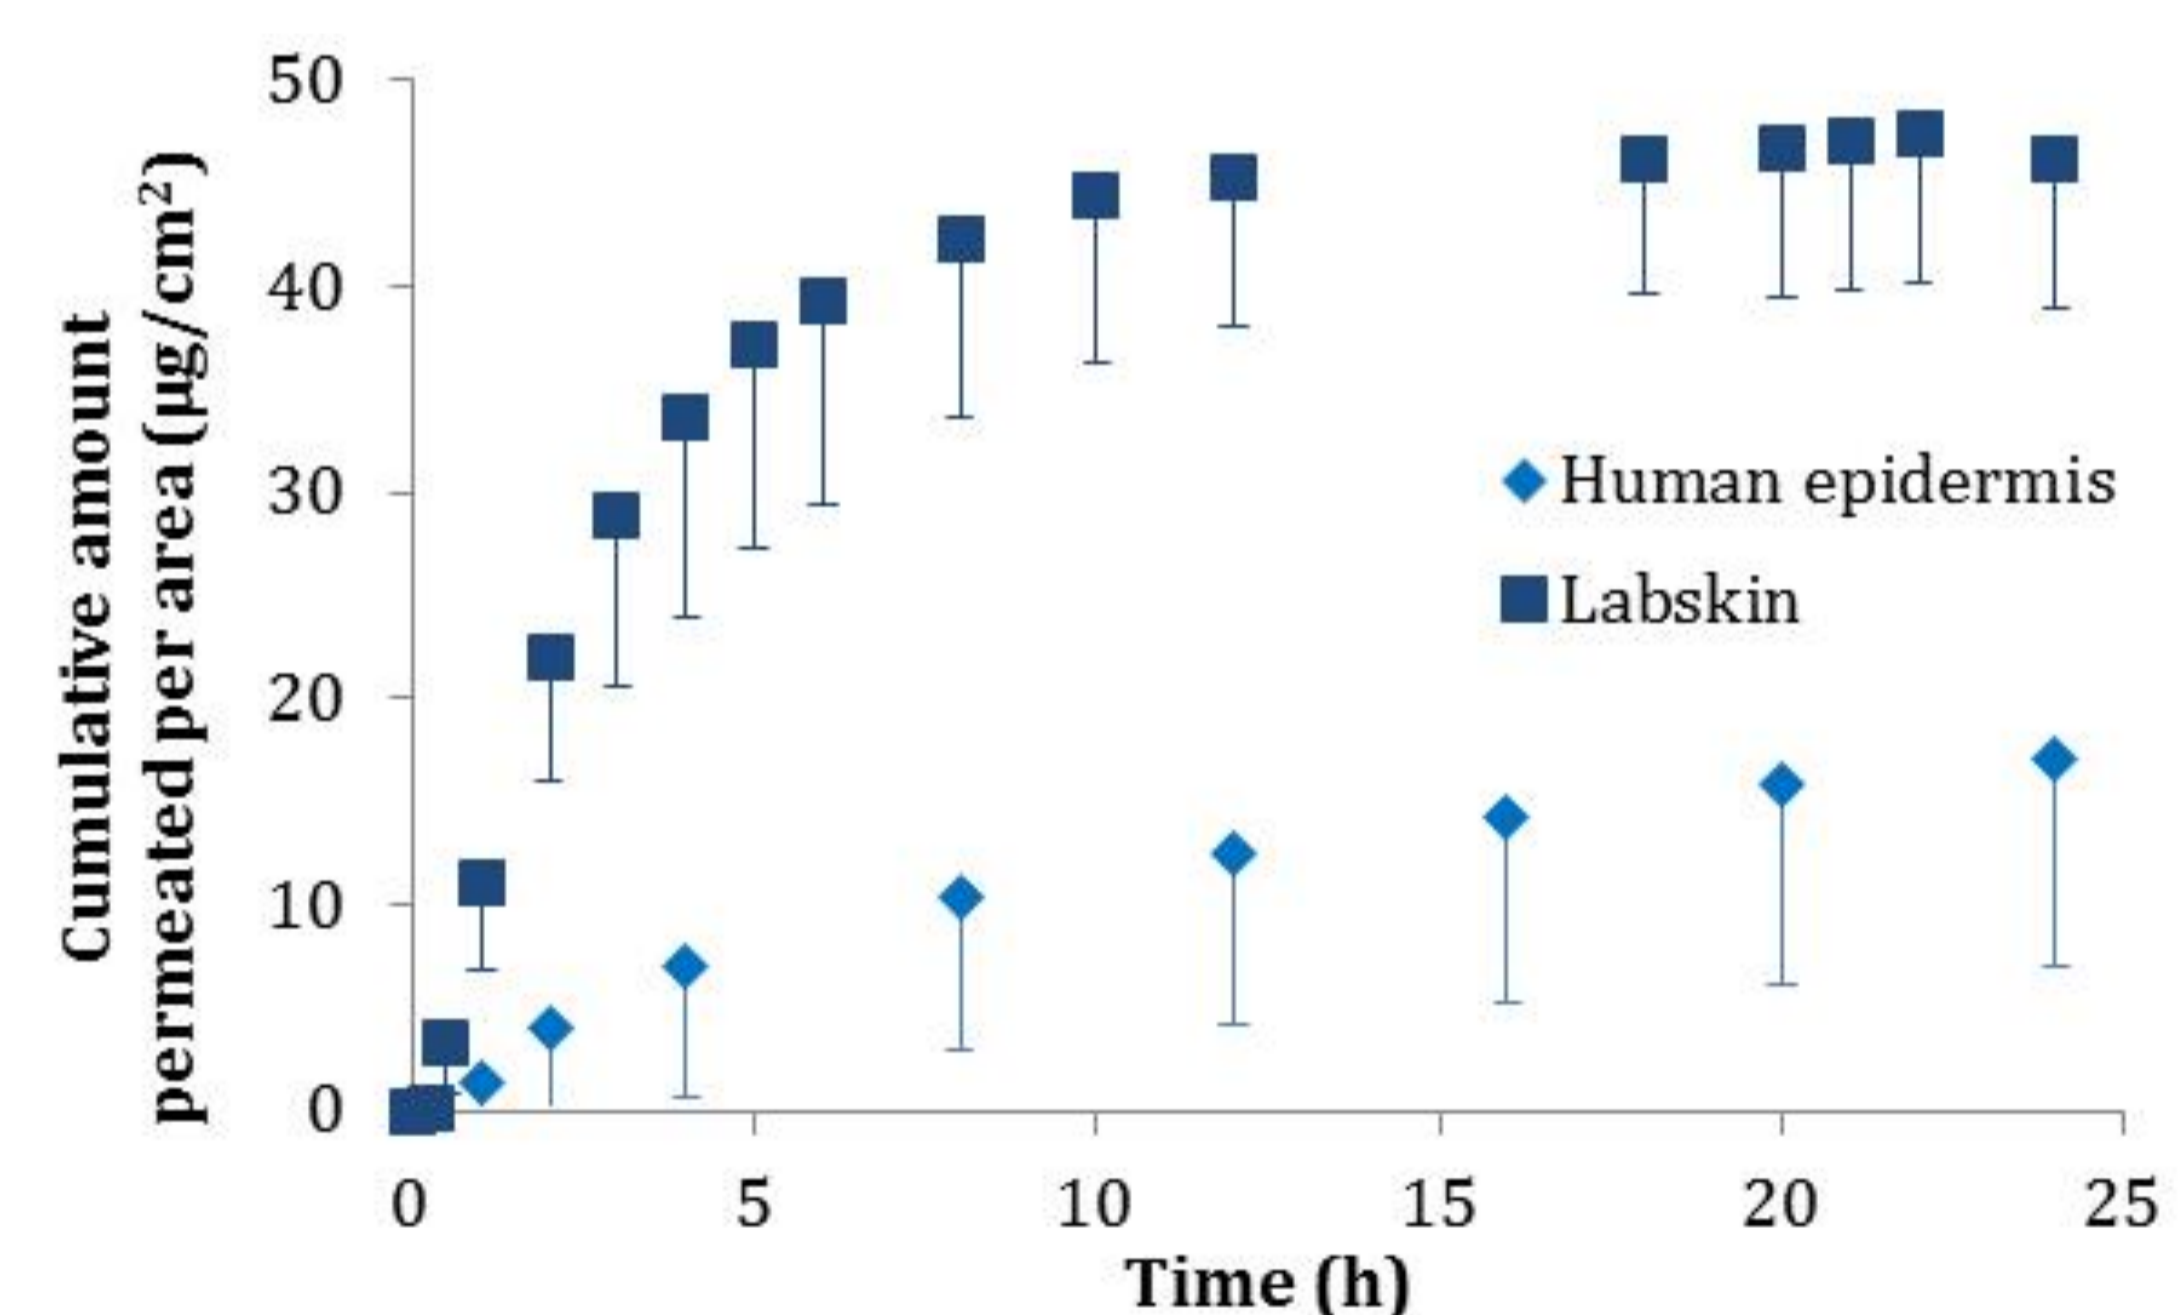 Cumulative amount
permeated per area (µg/cm²)
50
40
30
20
10
0
Human epidermis
Labskin
0 5 10 15 20 25
Time (h)